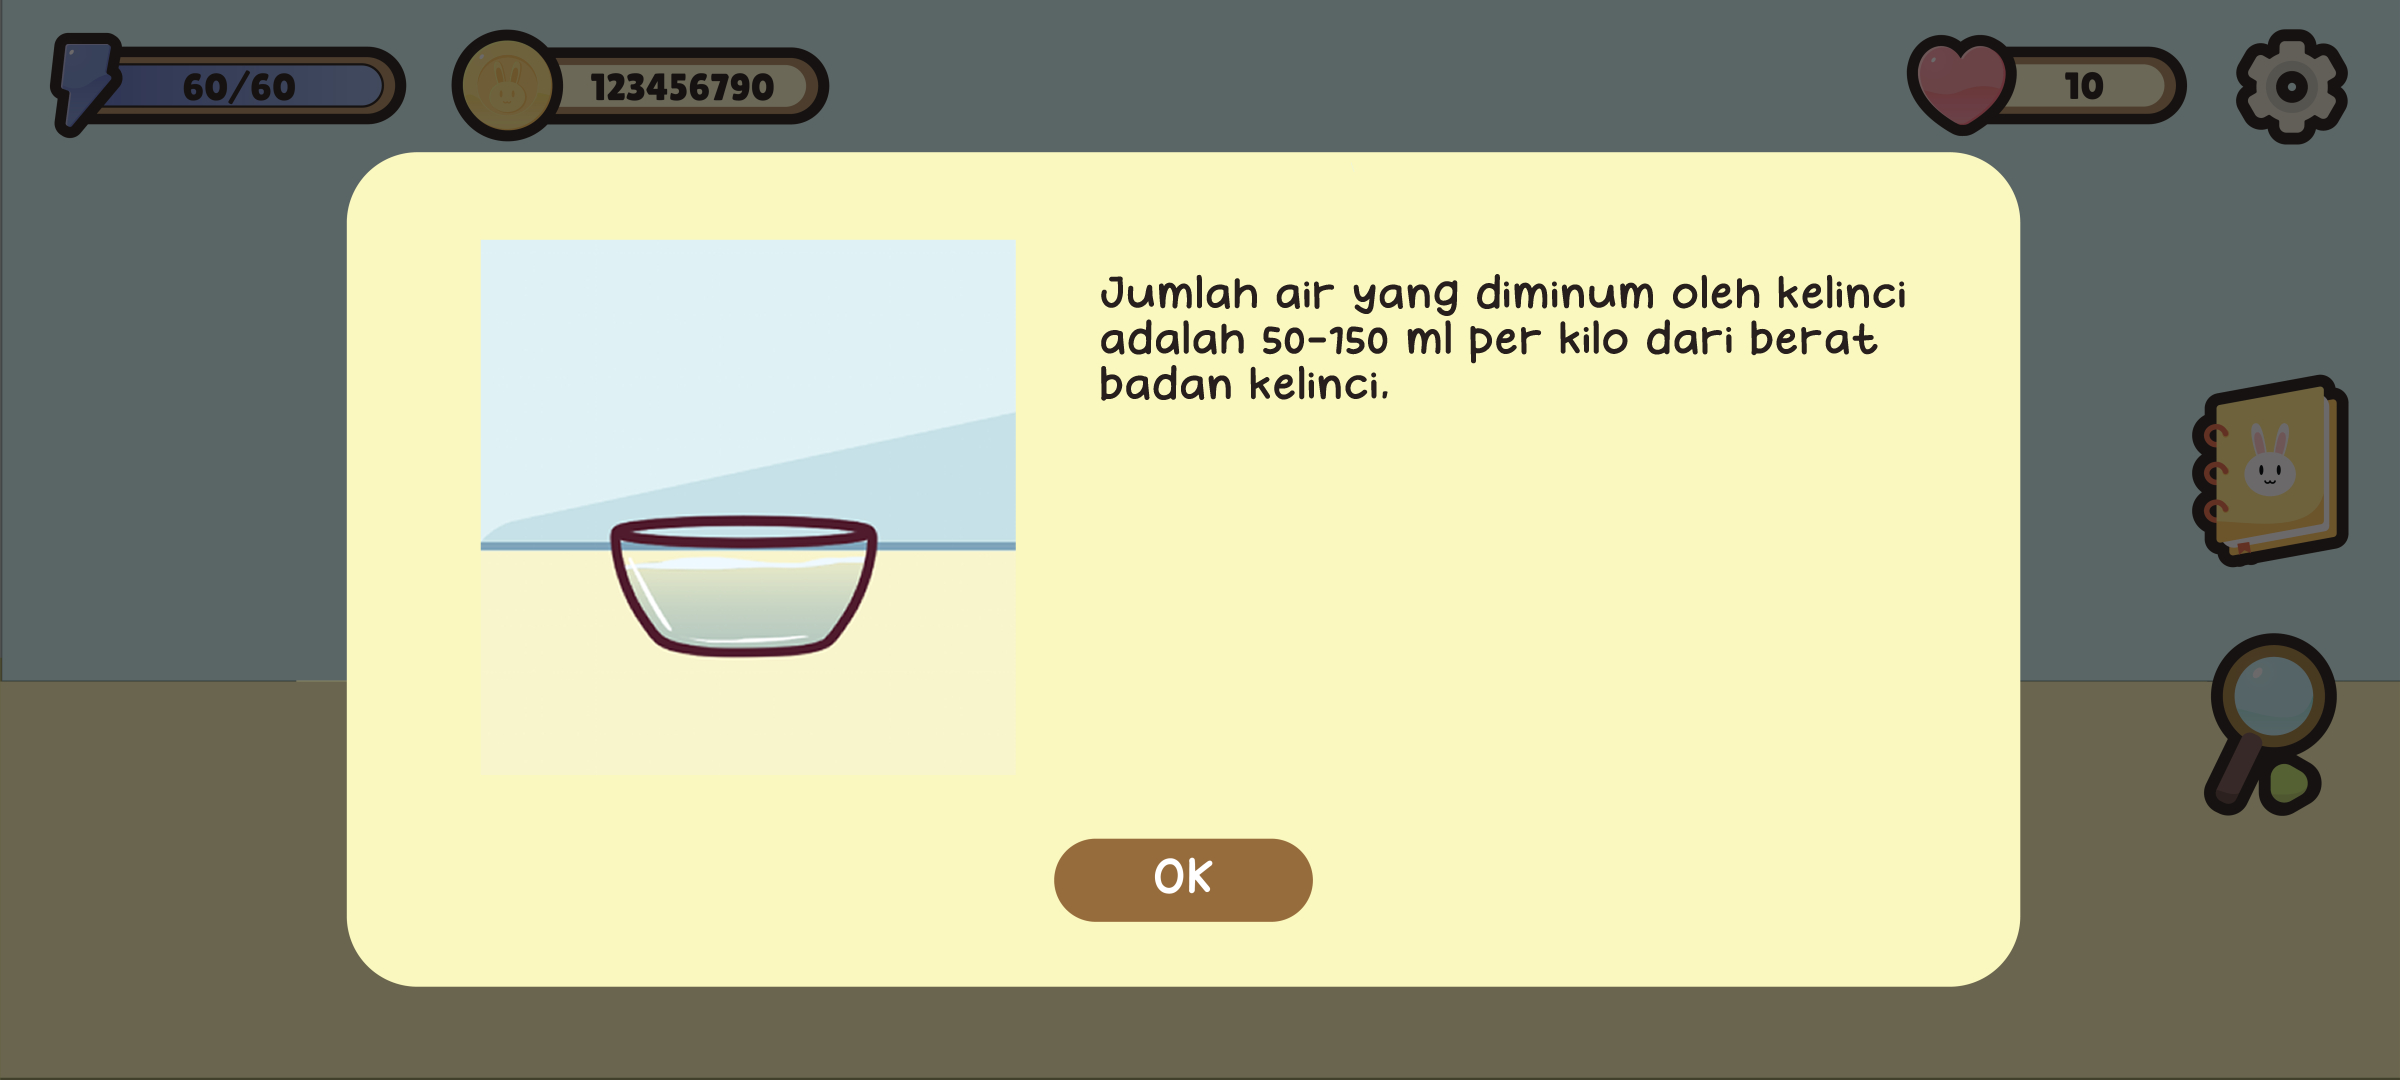 60/60
123456790
10
Jumlah air yang diminum oleh kelinci
adalah 50-150 ml per kilo dari berat
badan kelinci.
OK